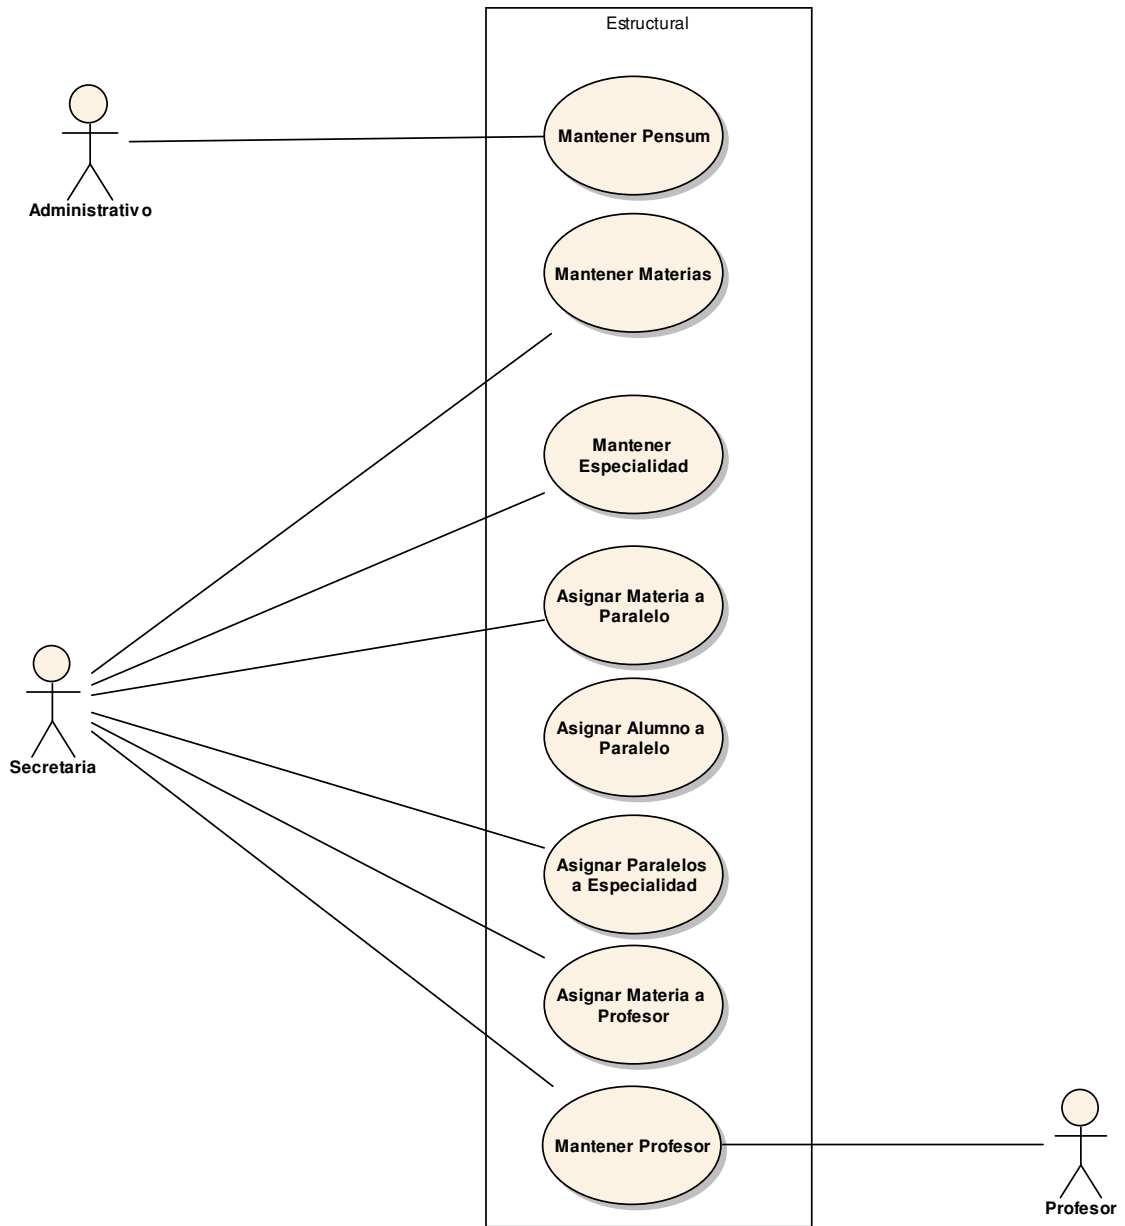 Estructural
Mantener Pensum
Administrativo
Mantener Materias
Mantener
Especialidad
Asignar Materia a
Paralelo
Asignar Alumno a
Paralelo
Secretaria
Asignar Paralelos
a Especialidad
Asignar Materia a
Profesor
Mantener Profesor
Profesor